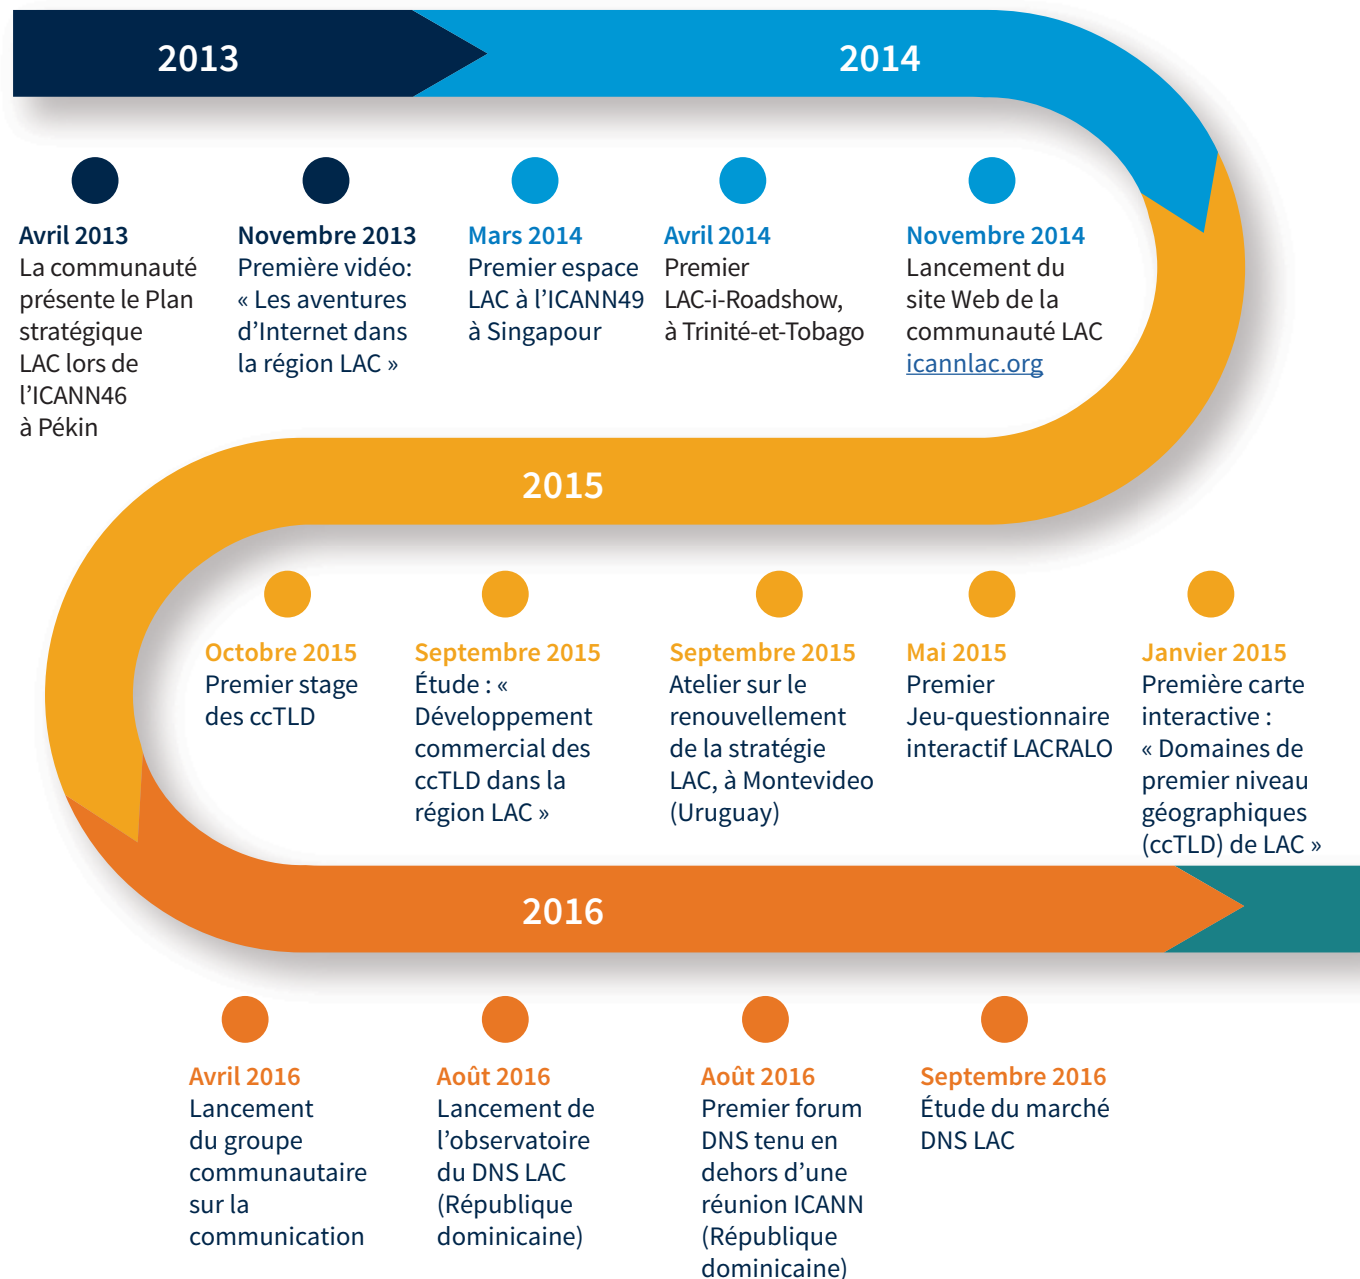 2013
2014
Avril 2013
La communauté
présente le Plan
stratégique
LAC lors de
l’ICANN46
à Pékin
Novembre 2013
Première vidéo:
« Les aventures
d’Internet dans
la région LAC »
Mars 2014
Premier espace
LAC à l’ICANN49
à Singapour
Avril 2014
Premier
LAC-i-Roadshow,
à Trinité-et-Tobago
Novembre 2014
Lancement du
site Web de la
communauté LAC
icannlac.org
2015
Octobre 2015
Premier stage
des ccTLD
Septembre 2015
Étude : «
Développement
commercial des
ccTLD dans la
région LAC »
Septembre 2015
Atelier sur le
renouvellement
de la stratégie
LAC, à Montevideo
(Uruguay)
Mai 2015
Premier
Jeu-questionnaire
interactif LACRALO
Janvier 2015
Première carte
interactive :
« Domaines de
premier niveau
géographiques
(ccTLD) de LAC »
2016
Avril 2016
Lancement
du groupe
communautaire
sur la
communication
Août 2016
Lancement de
l’observatoire
du DNS LAC
(République
dominicaine)
Août 2016
Premier forum
DNS tenu en
dehors d’une
réunion ICANN
(République
dominicaine)
Septembre 2016
Étude du marché
DNS LAC